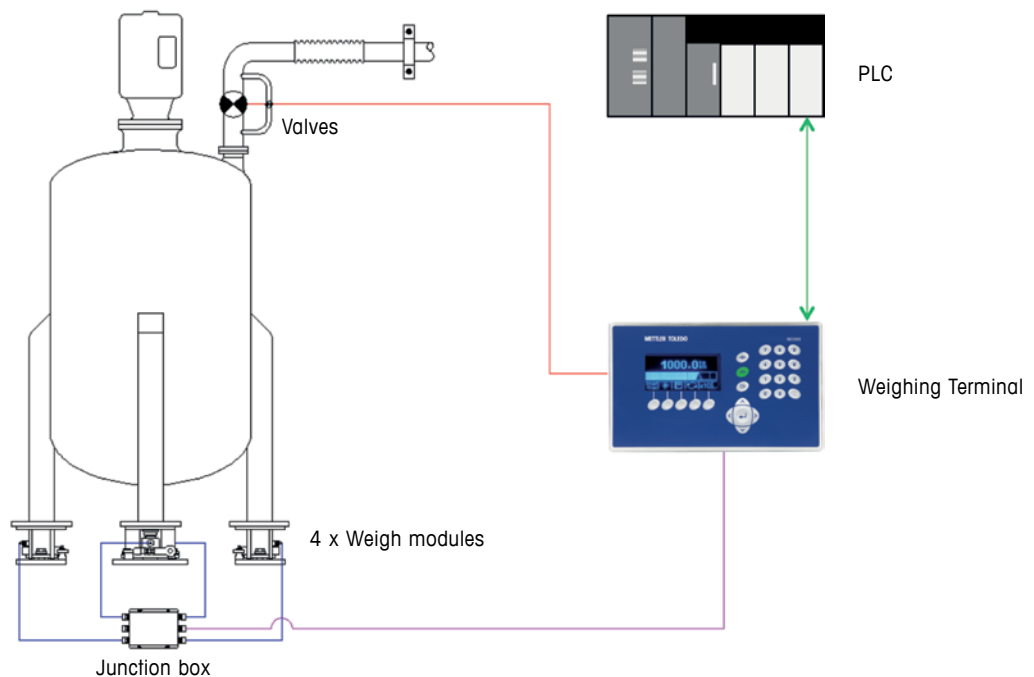 PLC
Valves
METTLER TOLEDO
1000.0
Weighing Terminal
4 x Weigh modules
Junction box